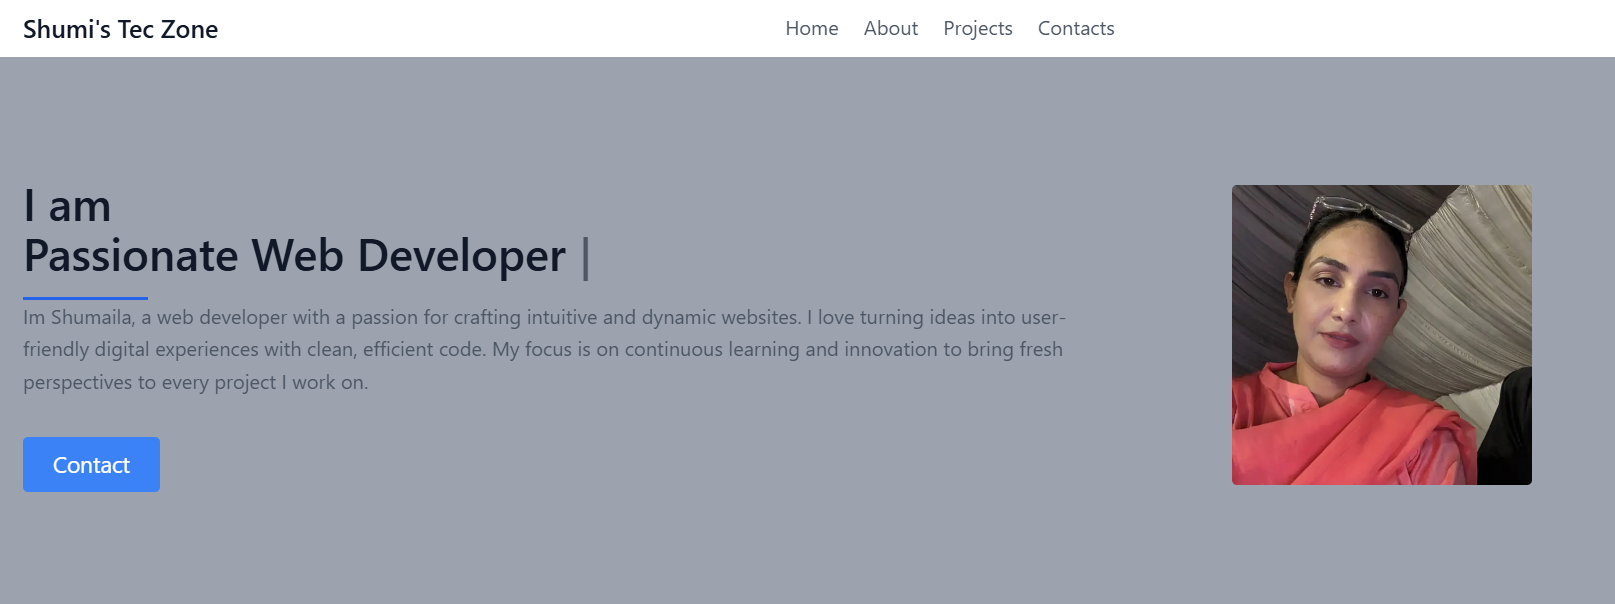 Shumi's Tec Zone
Home About Projects Contacts
I am
Passionate Web Developer |
Im Shumaila, a web developer with a passion for crafting intuitive and dynamic websites. I love turning ideas into user-
friendly digital experiences with clean, efficient code. My focus is on continuous learning and innovation to bring fresh
perspectives to every project I work on.
Contact